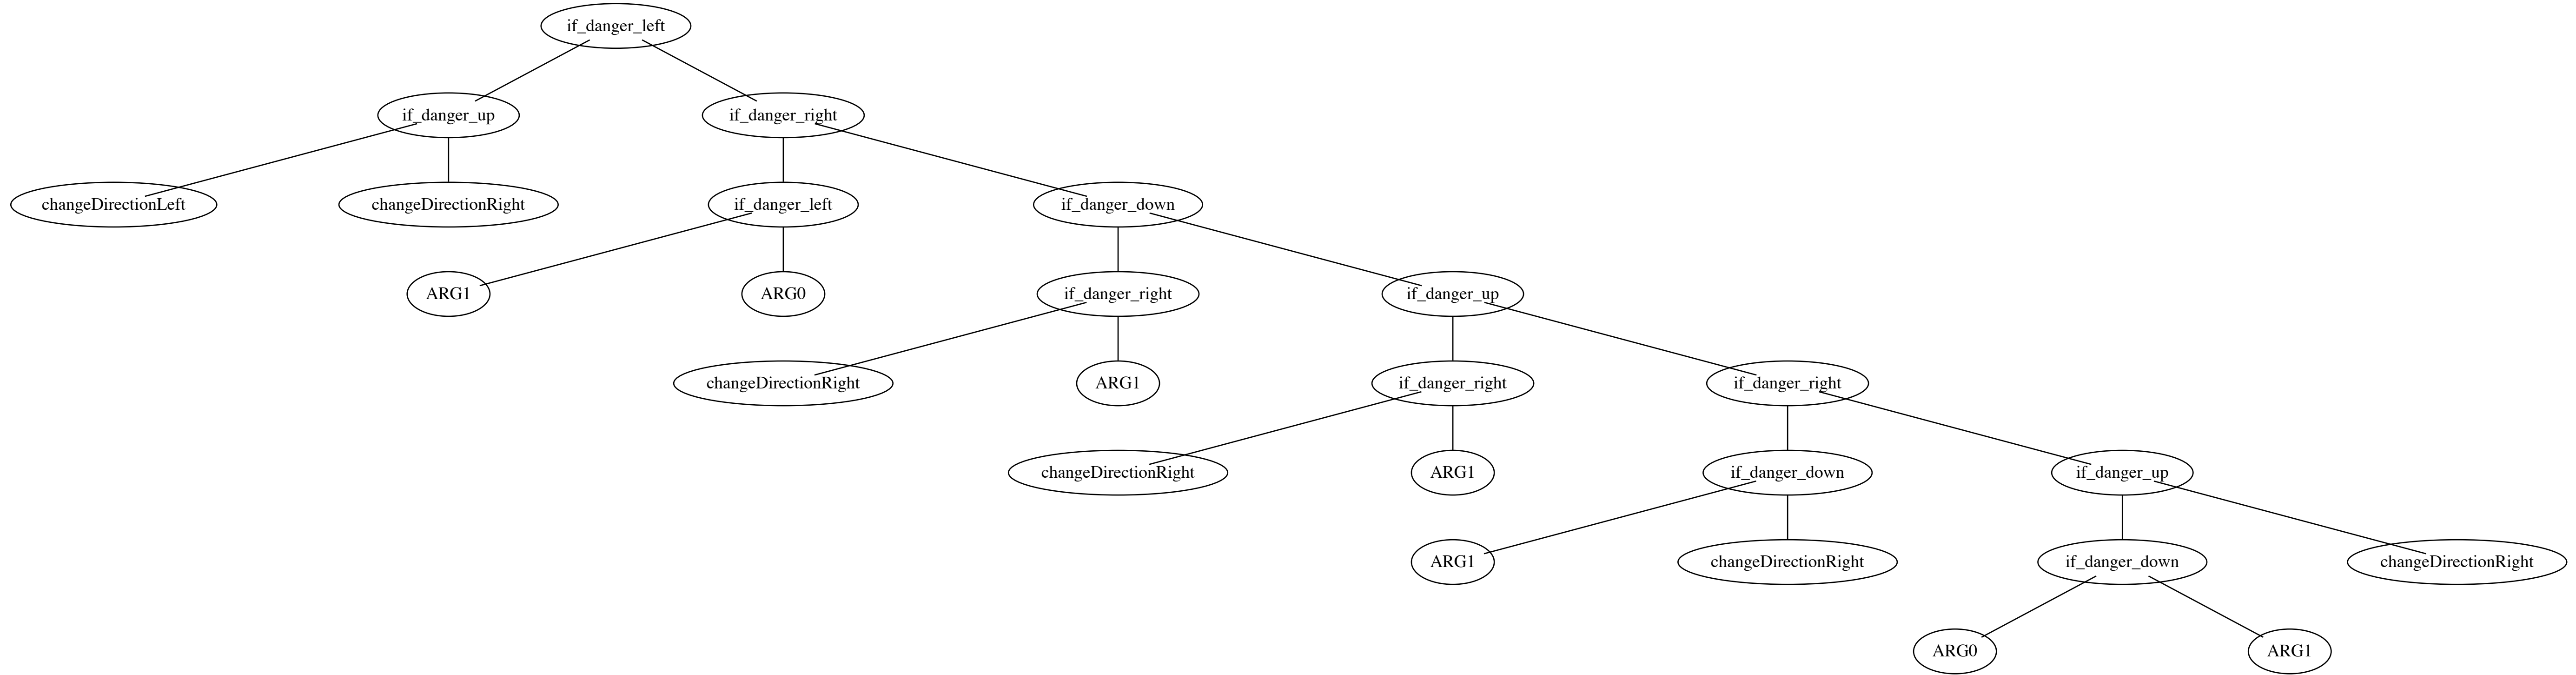 if_danger_left
if_danger_up
if_danger_right
changeDirectionLeft
changeDirectionRight
if_danger_left
if_danger_down
ARG1
ARG0
if_danger_right
if_danger_up
changeDirectionRight
ARG1
if_danger_right
if_danger_right
changeDirectionRight
ARG1
if_danger_down
if_danger_up
ARG1
changeDirectionRight
if_danger_down
changeDirectionRight
ARG0
ARG1